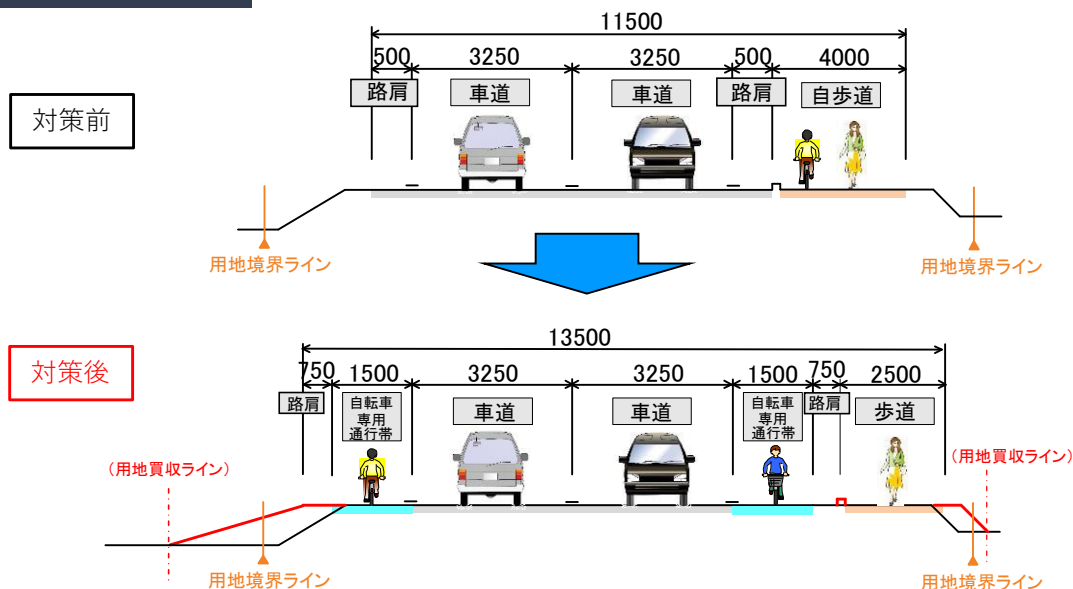 11500
500 3250 3250 500 4000
路肩 車道 車道 路肩 自歩道
対策前
用地境界ライン 用地境界ライン
13500
750 1500 3250 3250 1500 750 2500
対策後
路肩 自転車専用通行帯 車道 車道 自転車専用通行帯 路肩 歩道
(用地買収ライン) (用地買収ライン)
用地境界ライン 用地境界ライン